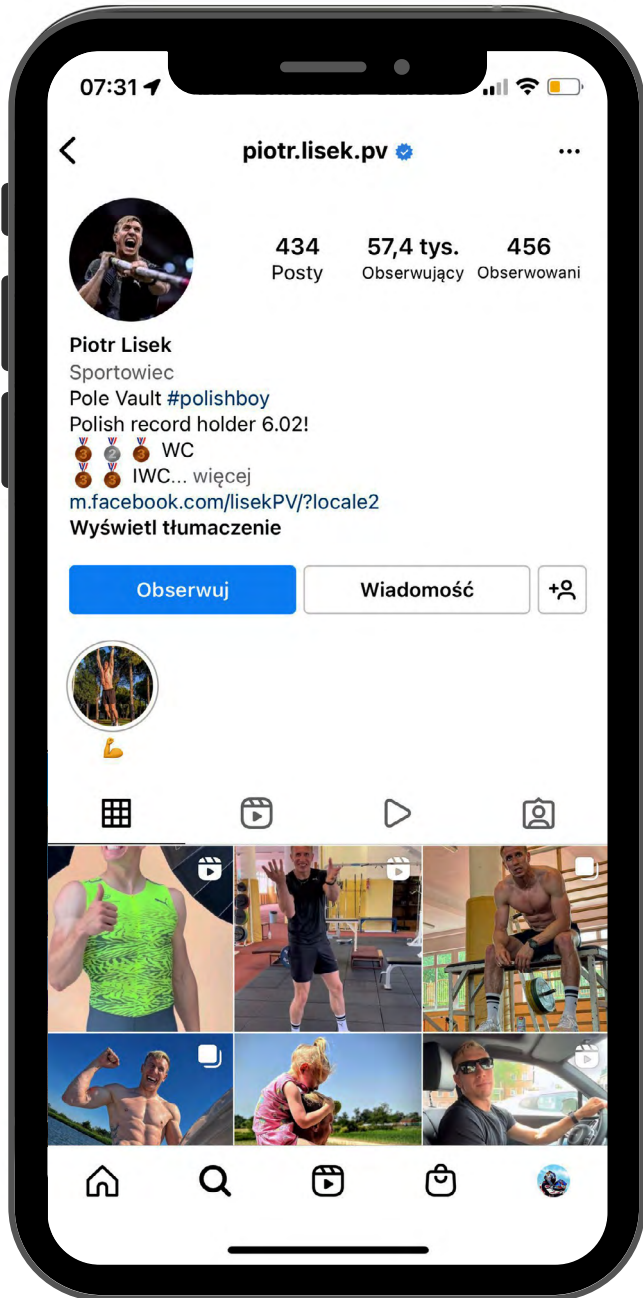 07:31
piotr.lisek.pv
434 57,4 tys. 456
Posty Obserwujący Obserwowani
Piotr Lisek
Sportowiec
Pole Vault #polishboy
Polish record holder 6.02!
🥉🥈🥉 WC
🥉🥉 IWC... więcej
m.facebook.com/lisekPV/?locale2
Wyświetl tłumaczenie
Obserwuj Wiadomość
💪